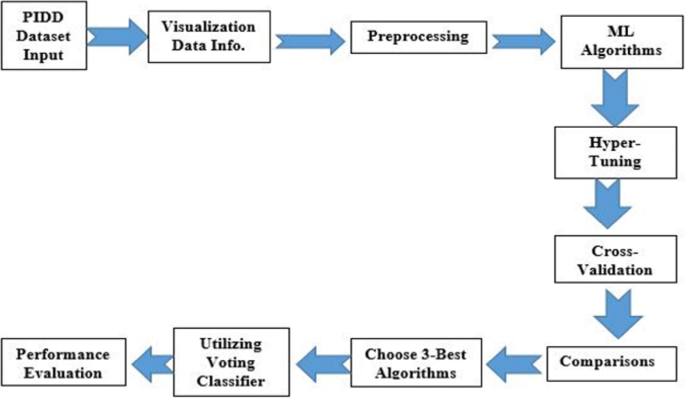 PIDD
Dataset
Input
Visualization
Data Info.
Preprocessing
ML
Algorithms
Hyper-
Tuning
Cross-
Validation
Comparisons
Choose 3-Best
Algorithms
Utilizing
Voting
Classifier
Performance
Evaluation